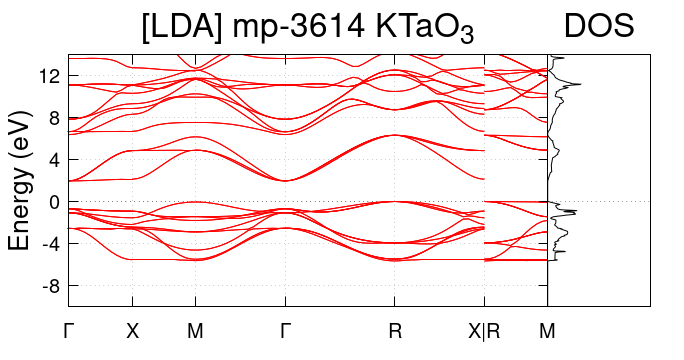 [LDA] mp-3614 KTaO₃ DOS
Energy (eV)
12
8
4
0
-4
-8
Γ X M Γ R X|R M